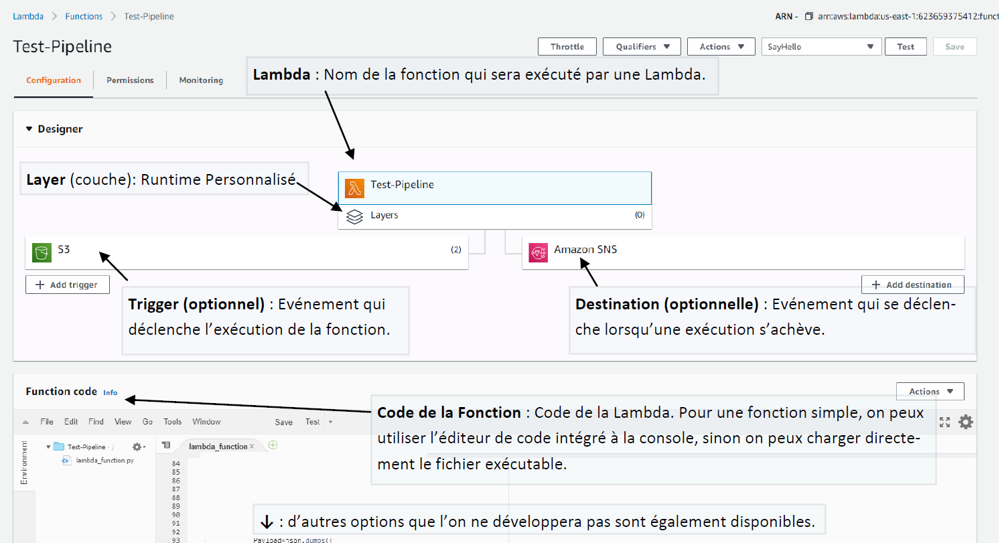 Lambda > Functions > Test-Pipeline
ARN - arn:aws:lambda:us-east-1:623659375412:funct
Test-Pipeline
Throttle Qualifiers Actions SayHello Test Save
Configuration Permissions Monitoring
Lambda : Nom de la fonction qui sera exécuté par une Lambda.
Designer
Layer (couche): Runtime Personnalisé
Test-Pipeline
Layers (0)
S3 (2)
Amazon SNS
+ Add trigger
+ Add destination
Trigger (optionnel) : Evénement qui
déclenche l’exécution de la fonction.
Destination (optionnelle) : Evénement qui se déclen-
che lorsqu’une exécution s’achève.
Function code Info
Actions
Code de la Fonction : Code de la Lambda. Pour une fonction simple, on peux
utiliser l’éditeur de code intégré à la console, sinon on peux charger directe-
ment le fichier exécutable.
File Edit Find View Go Tools Window Save Test
Environment
Test-Pipeline - /
lambda_function.py
lambda_function ×
84
85
86
87
88
89
90
91
92
93 Payload=json.dumps({
↓ : d’autres options que l’on ne développera pas sont également disponibles.